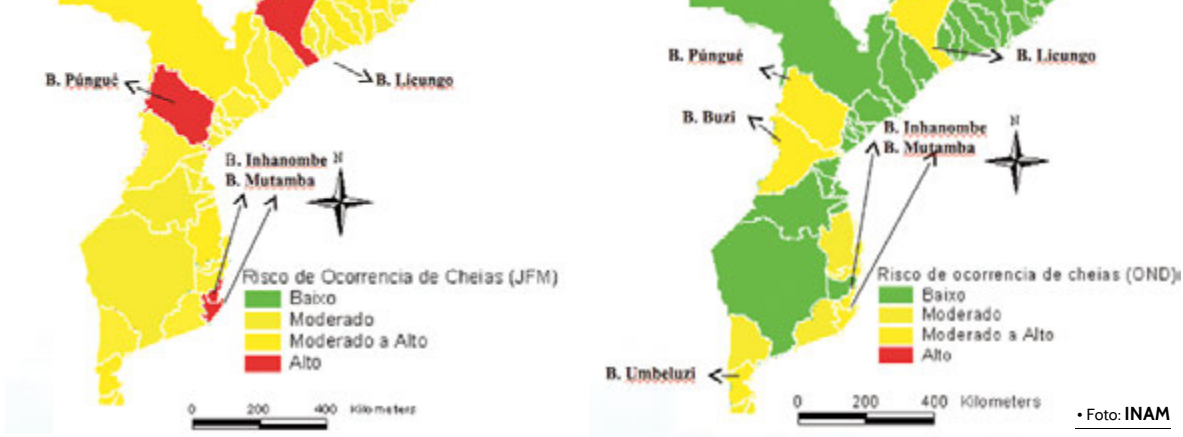 B. Púnguè
B. Licungo
B. Inhanombe
B. Mutamba
N
Risco de Ocorrencia de Cheias (JFM)
Baixo
Moderado
Moderado a Alto
Alto
0 200 400 Kilometers
B. Púngué
B. Licungo
B. Buzi
B. Inhanombe
B. Mutamba
N
Risco de ocorrencia de cheias (OND)
Baixo
Moderado
Moderado a Alto
Alto
B. Umbeluzi
0 200 400 Kilometers
• Foto: INAM